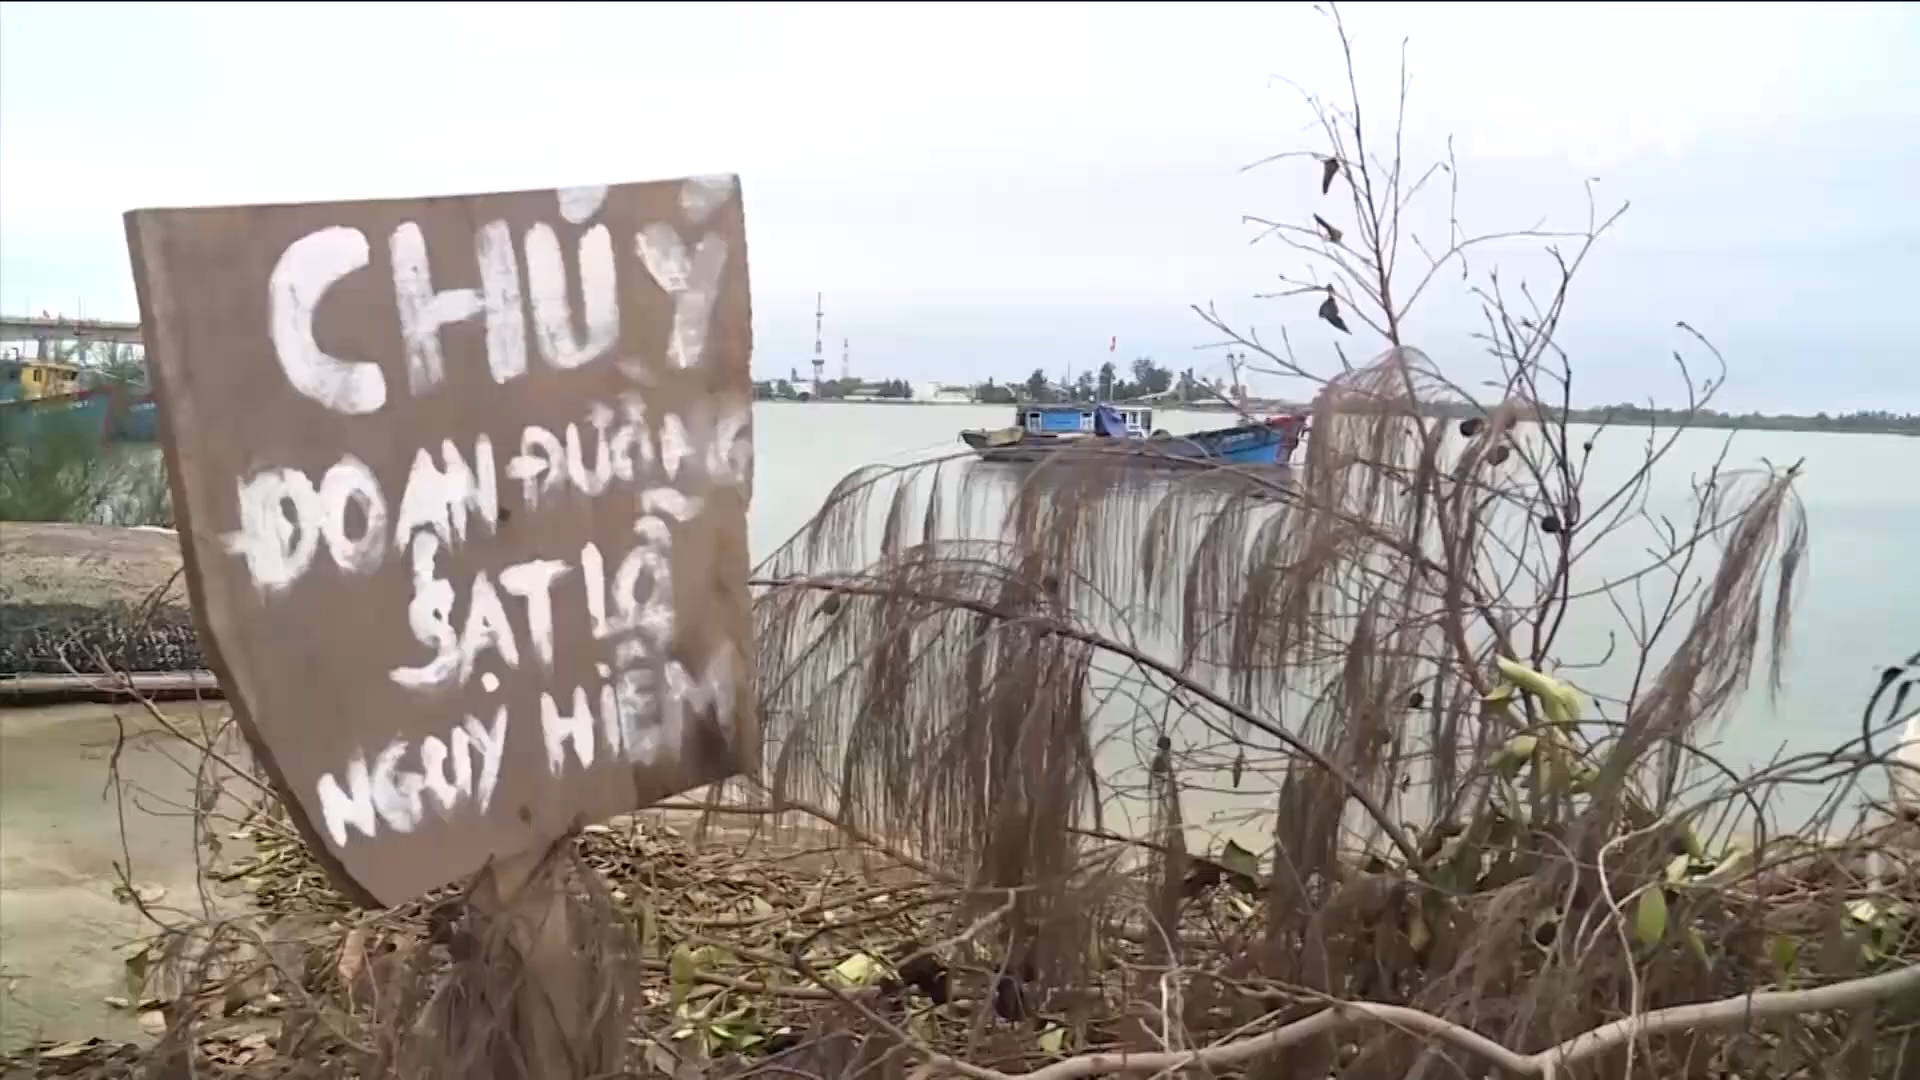 CHÚ Ý
ĐOẠN ĐƯỜNG
SẠT LỠ
NGUY HIỂM